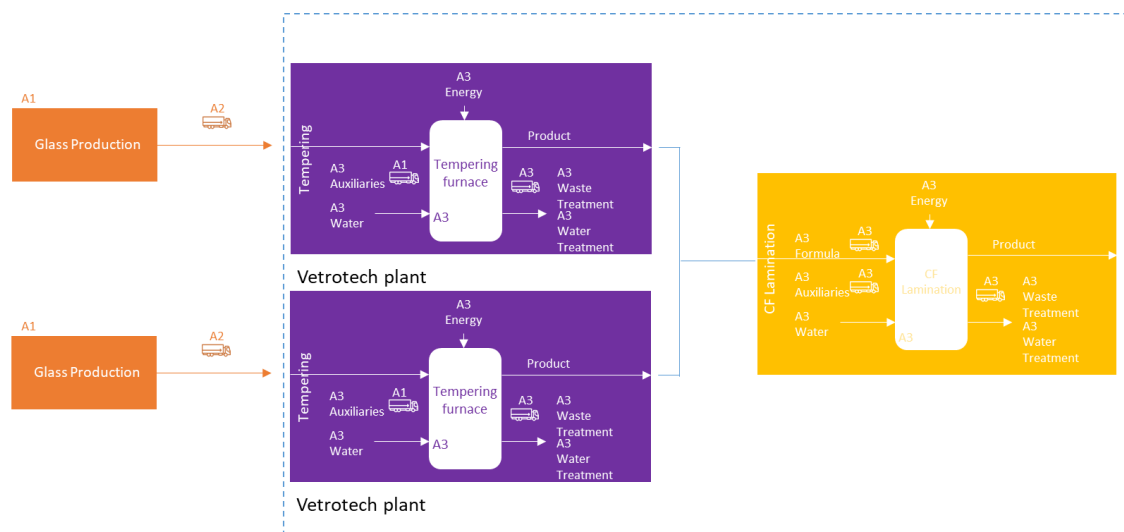 A1
Glass Production
A2
Tempering
A3
Energy
A3
Auxiliaries
A1
A3
Water
Tempering
furnace
A3
Product
A3
A3
Waste
Treatment
A3
Water
Treatment
Vetrotech plant
A1
Glass Production
A2
Tempering
A3
Energy
A3
Auxiliaries
A1
A3
Water
Tempering
furnace
A3
Product
A3
A3
Waste
Treatment
A3
Water
Treatment
Vetrotech plant
CF Lamination
A3
Energy
A3
Formula
A3
A3
Auxiliaries
A3
A3
Water
CF
Lamination
A3
Product
A3
A3
Waste
Treatment
A3
Water
Treatment